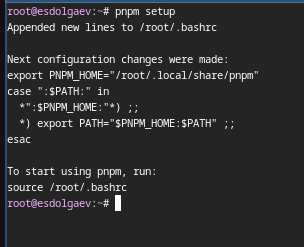 root@esdolgaev:~# pnpm setup
Appended new lines to /root/.bashrc

Next configuration changes were made:
export PNPM_HOME="/root/.local/share/pnpm"
case ":$PATH:" in
  *":$PNPM_HOME:"*) ;;
  *) export PATH="$PNPM_HOME:$PATH" ;;
esac

To start using pnpm, run:
source /root/.bashrc
root@esdolgaev:~#